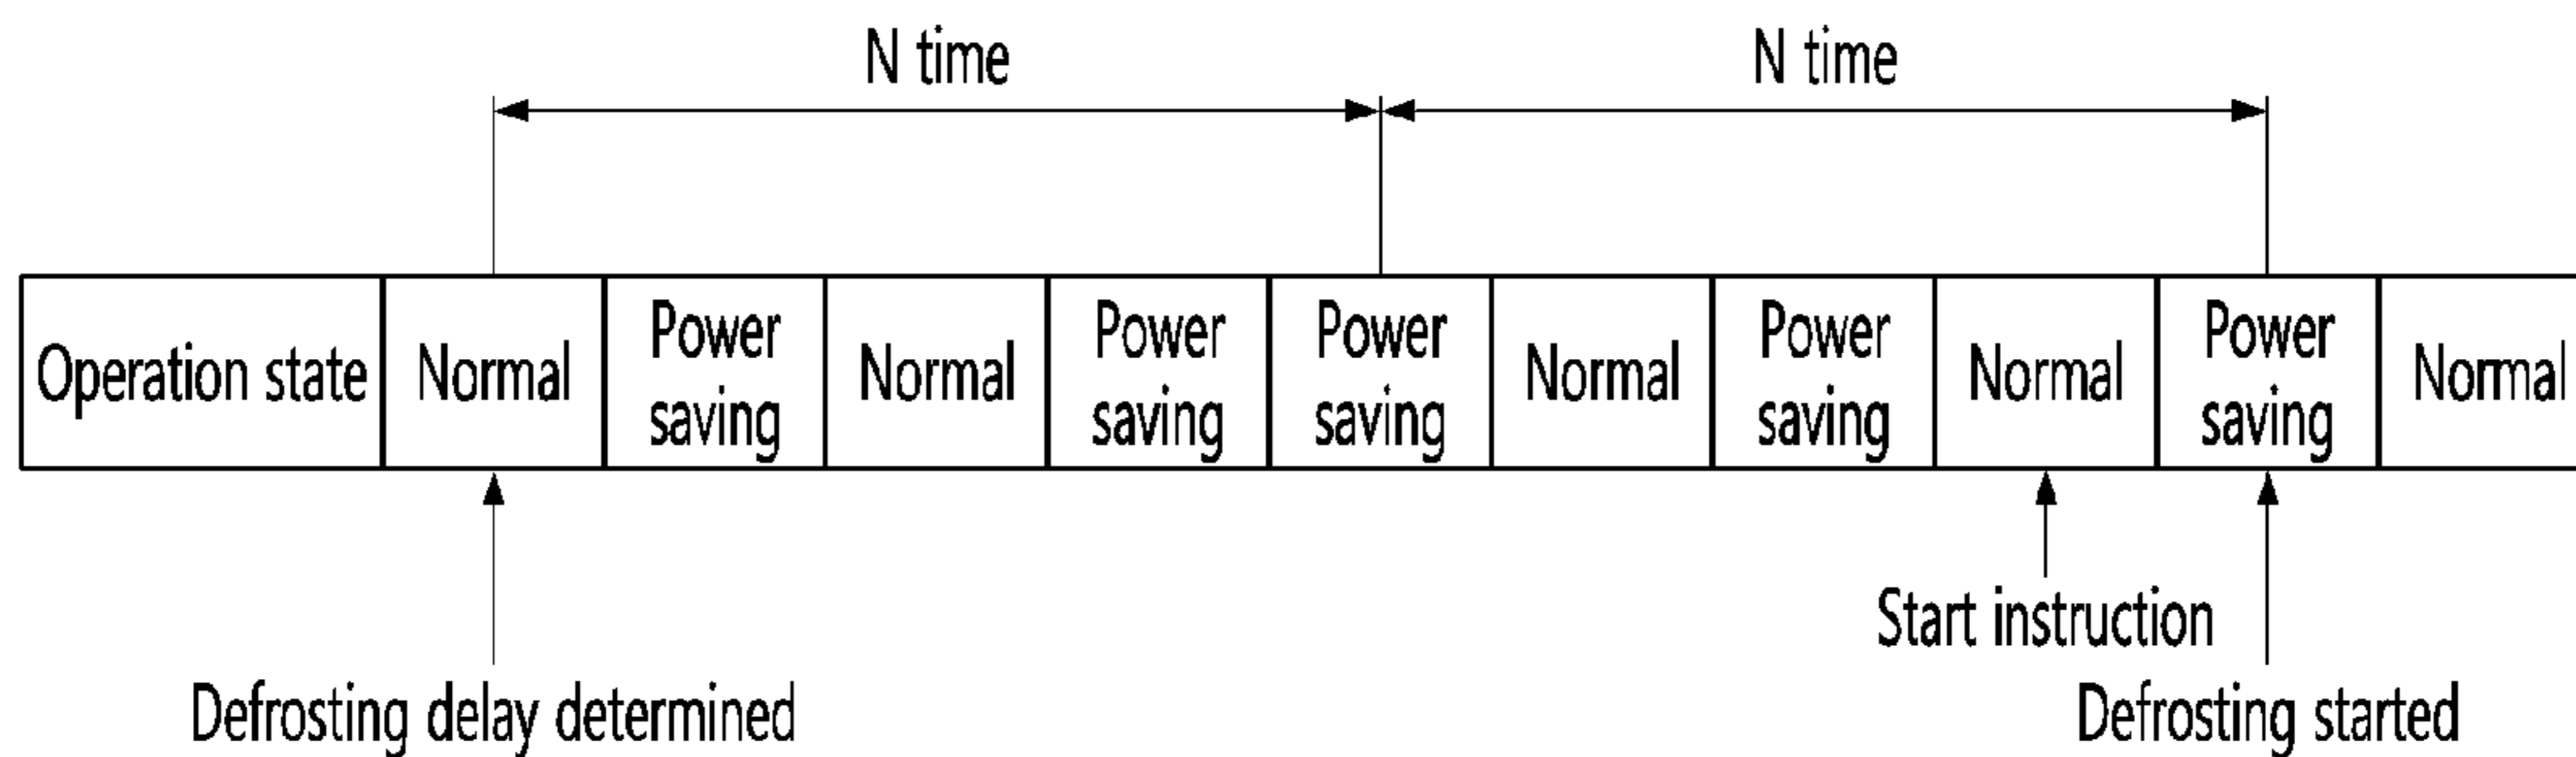 N time
N time
Operation state
Normal
Power
saving
Normal
Power
saving
Power
saving
Normal
Power
saving
Normal
Power
saving
Normal
Start instruction
Defrosting delay determined
Defrosting started